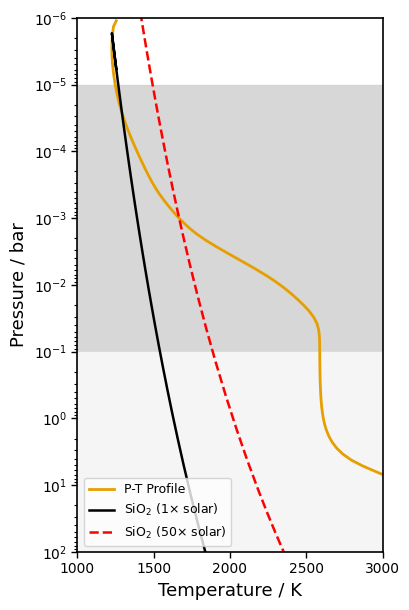 10⁻⁶
10⁻⁵
10⁻⁴
10⁻³
10⁻²
10⁻¹
10⁰
10¹
10²
Pressure / bar
P-T Profile
SiO₂ (1× solar)
SiO₂ (50× solar)
1000 1500 2000 2500 3000
Temperature / K